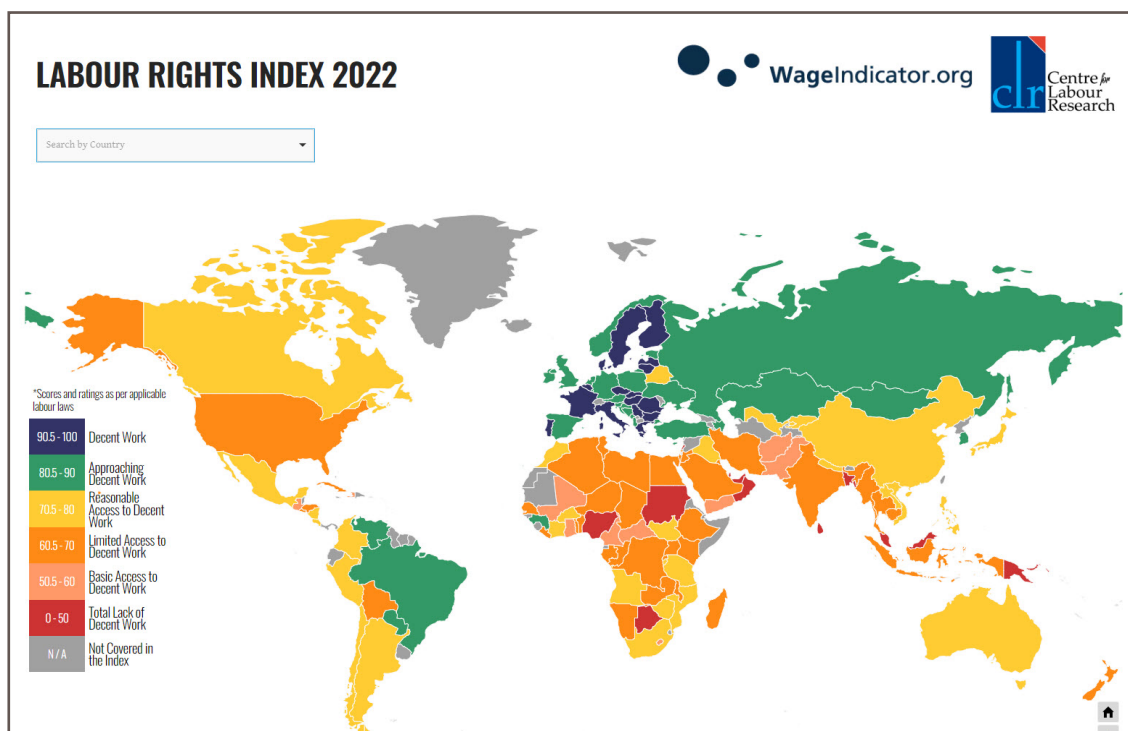 LABOUR RIGHTS INDEX 2022
WageIndicator.org
clr
Centre for
Labour
Research
Search by Country
*Scores and ratings as per applicable
labour laws
90.5 - 100 Decent Work
80.5 - 90 Approaching
Decent Work
70.5 - 80 Reasonable
Access to Decent
Work
60.5 - 70 Limited Access to
Decent Work
50.5 - 60 Basic Access to
Decent Work
0 - 50 Total Lack of
Decent Work
N / A Not Covered in
the Index